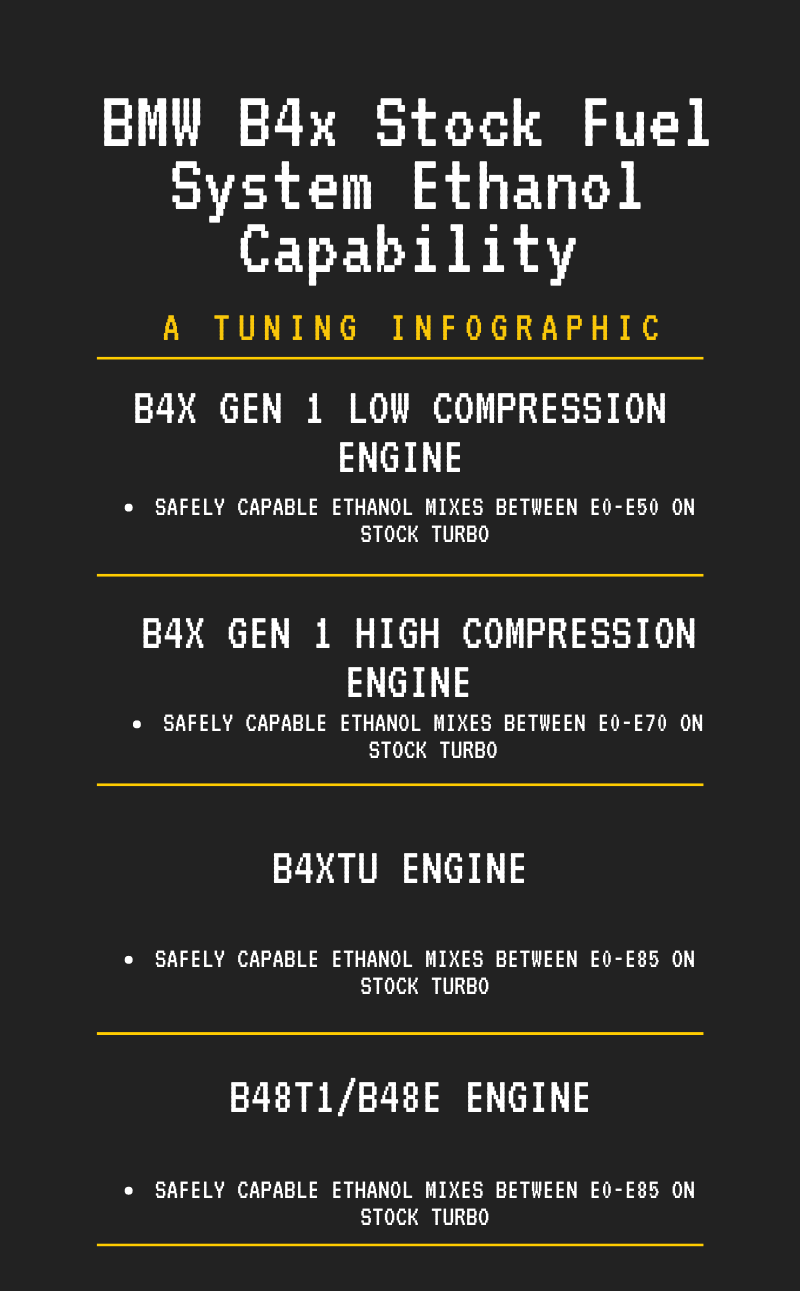 BMW B4x Stock Fuel
System Ethanol
Capability
A TUNING INFOGRAPHIC
B4X GEN 1 LOW COMPRESSION
ENGINE
• SAFELY CAPABLE ETHANOL MIXES BETWEEN E0-E50 ON
STOCK TURBO
B4X GEN 1 HIGH COMPRESSION
ENGINE
• SAFELY CAPABLE ETHANOL MIXES BETWEEN E0-E70 ON
STOCK TURBO
B4XTU ENGINE
• SAFELY CAPABLE ETHANOL MIXES BETWEEN E0-E85 ON
STOCK TURBO
B48T1/B48E ENGINE
• SAFELY CAPABLE ETHANOL MIXES BETWEEN E0-E85 ON
STOCK TURBO